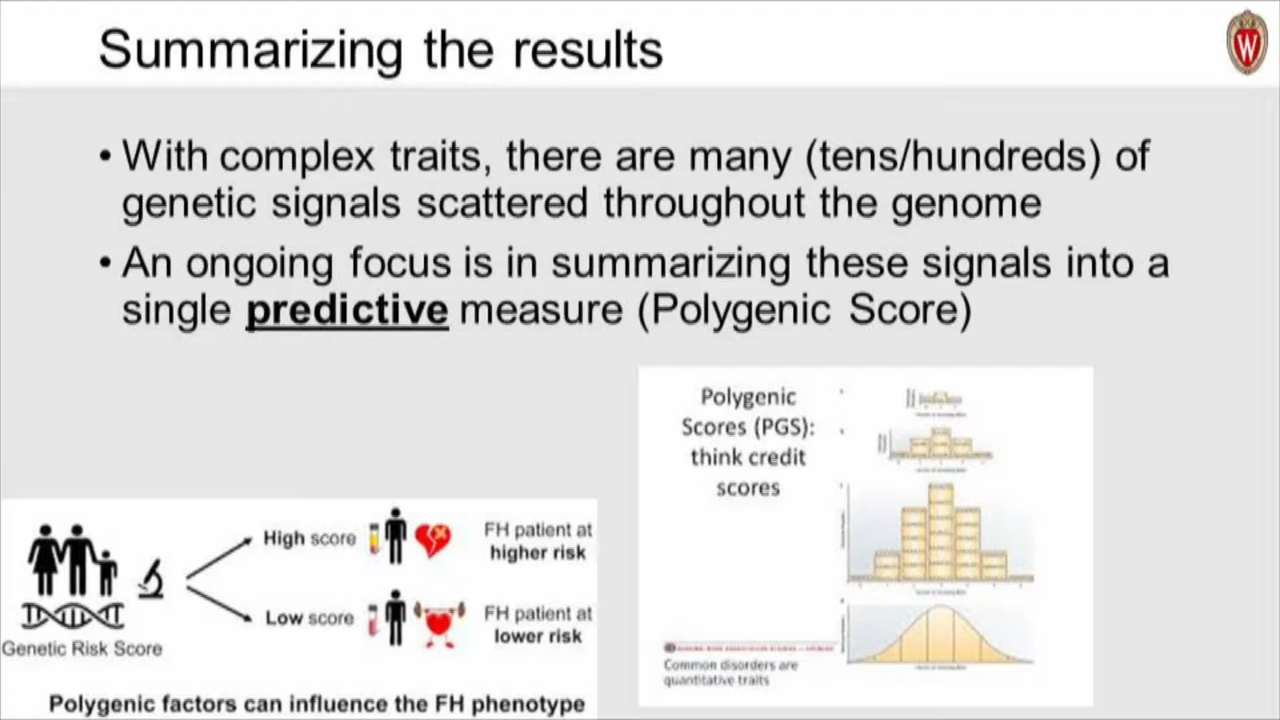 Summarizing the results
W
• With complex traits, there are many (tens/hundreds) of
genetic signals scattered throughout the genome
• An ongoing focus is in summarizing these signals into a
single predictive measure (Polygenic Score)
Genetic Risk Score
High score
FH patient at
higher risk
Low score
FH patient at
lower risk
Polygenic factors can influence the FH phenotype
Polygenic
Scores (PGS):
think credit
scores
Common disorders are
quantitative traits